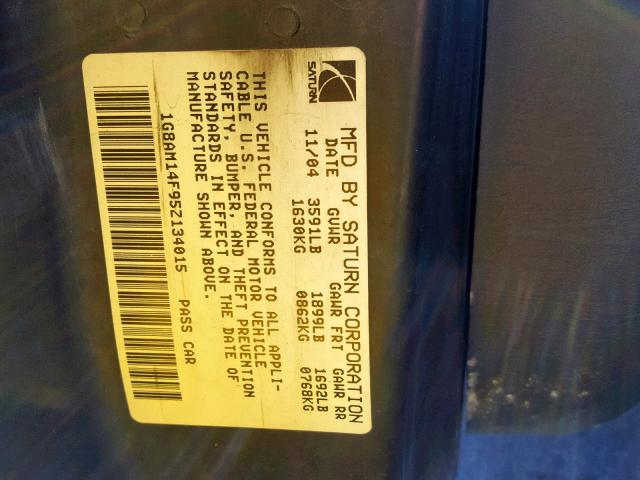 SATURN
MFD BY SATURN CORPORATION
DATE GVWR GAWR FRT GAWR RR
11/04 3591LB 1899LB 1692LB
1630KG 0862KG 0768KG
THIS VEHICLE CONFORMS TO ALL APPLI-
CABLE U.S. FEDERAL MOTOR VEHICLE
SAFETY, BUMPER, AND THEFT PREVENTION
STANDARDS IN EFFECT ON THE DATE OF
MANUFACTURE SHOWN ABOVE.
1G8AM14F95Z134015 PASS CAR